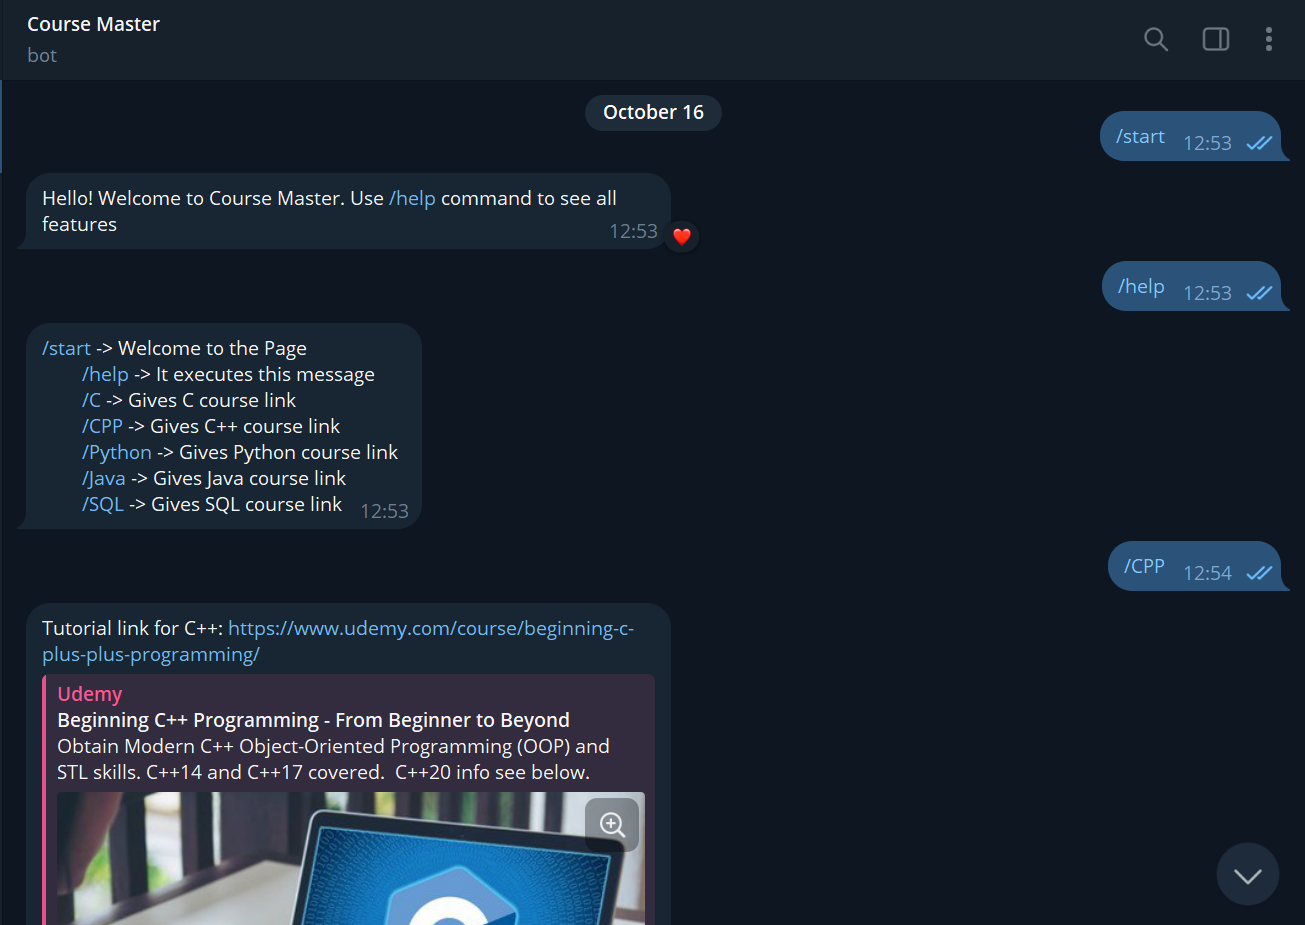 Course Master
bot
October 16
/start 12:53
Hello! Welcome to Course Master. Use /help command to see all
features
12:53
/help 12:53
/start -> Welcome to the Page
/help -> It executes this message
/C -> Gives C course link
/CPP -> Gives C++ course link
/Python -> Gives Python course link
/Java -> Gives Java course link
/SQL -> Gives SQL course link 12:53
/CPP 12:54
Tutorial link for C++: https://www.udemy.com/course/beginning-c-
plus-plus-programming/
Udemy
Beginning C++ Programming - From Beginner to Beyond
Obtain Modern C++ Object-Oriented Programming (OOP) and
STL skills. C++14 and C++17 covered.  C++20 info see below.